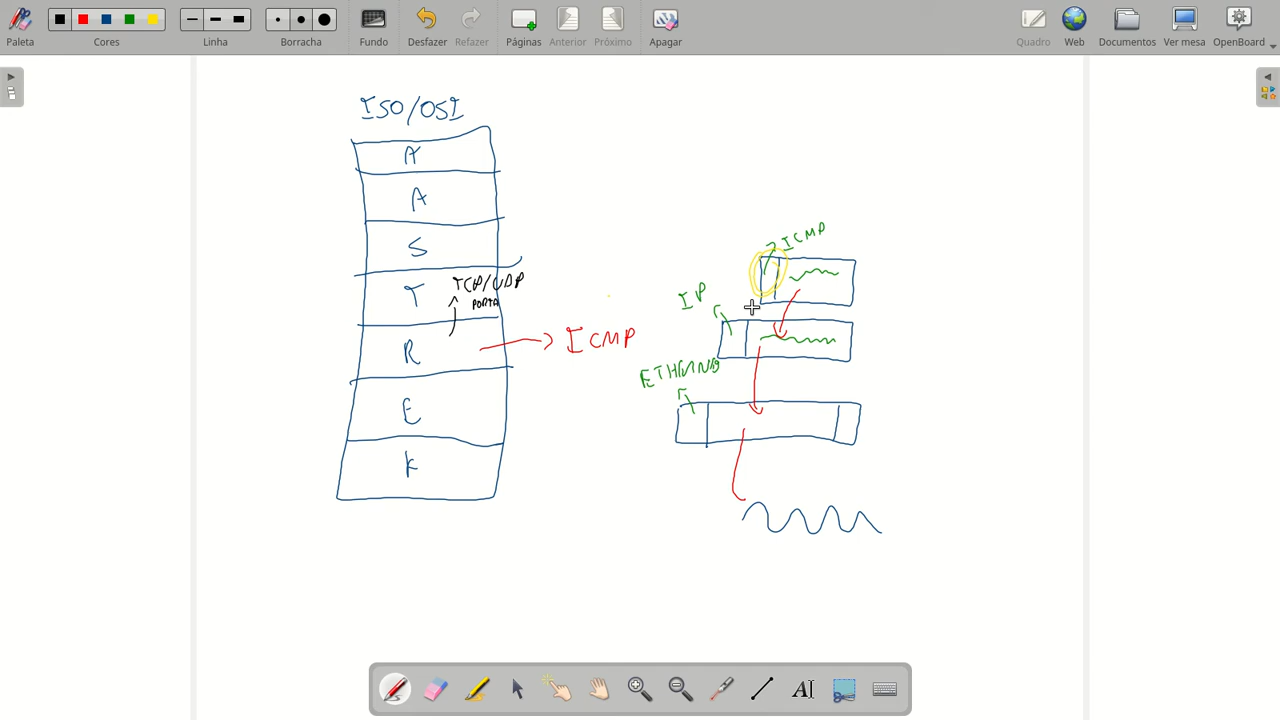 Paleta
Cores
Linha
Borracha
Fundo
Desfazer
Refazer
Páginas
Anterior
Próximo
Apagar
Quadro
Web
Documentos
Ver mesa
OpenBoard
ISO/OSI
A
A
S
T
TCP/UDP
PORTA
R
ICMP
E
F
ICMP
IP